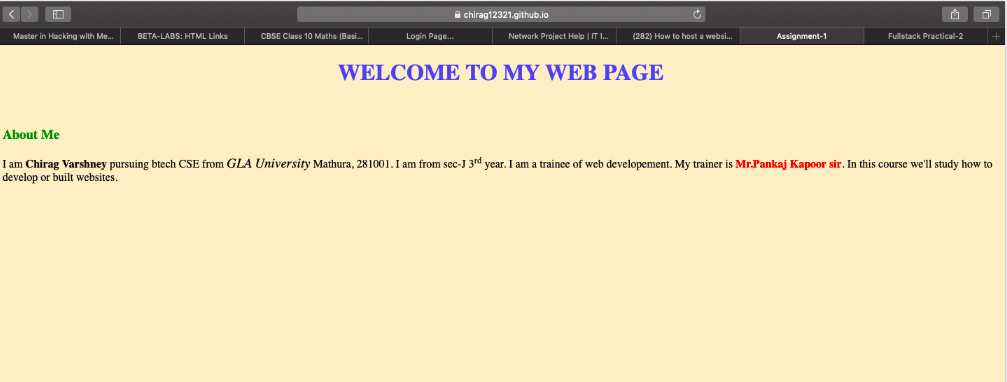 chirag12321.github.io
Master in Hacking with Me...
BETA-LABS: HTML Links
CBSE Class 10 Maths (Basi...
Login Page...
Network Project Help | IT I...
(282) How to host a websi...
Assignment-1
Fullstack Practical-2
WELCOME TO MY WEB PAGE
About Me
I am Chirag Varshney pursuing btech CSE from GLA University Mathura, 281001. I am from sec-J 3rd year. I am a trainee of web developement. My trainer is Mr.Pankaj Kapoor sir. In this course we'll study how to
develop or built websites.